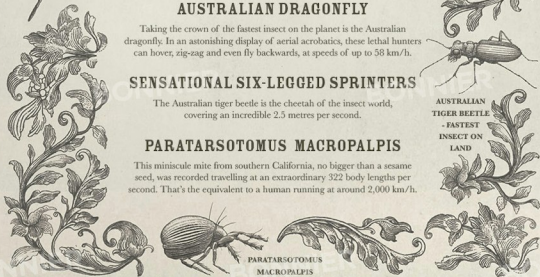 AUSTRALIAN DRAGONFLY
Taking the crown of the fastest insect on the planet is the Australian
dragonfly. In an astonishing display of aerial acrobatics, these lethal hunters
can hover, zig-zag and even fly backwards, at speeds of up to 58 km/h.
SENSATIONAL SIX-LEGGED SPRINTERS
The Australian tiger beetle is the cheetah of the insect world,
covering an incredible 2.5 metres per second.
AUSTRALIAN
TIGER BEETLE
- FASTEST
INSECT ON
LAND
PARATARSOTOMUS MACROPALPIS
This miniscule mite from southern California, no bigger than a sesame
seed, was recorded travelling at an extraordinary 322 body lengths per
second. That's the equivalent to a human running at around 2,000 km/h.
PARATARSOTOMUS
MACROPALPIS
BONNIER